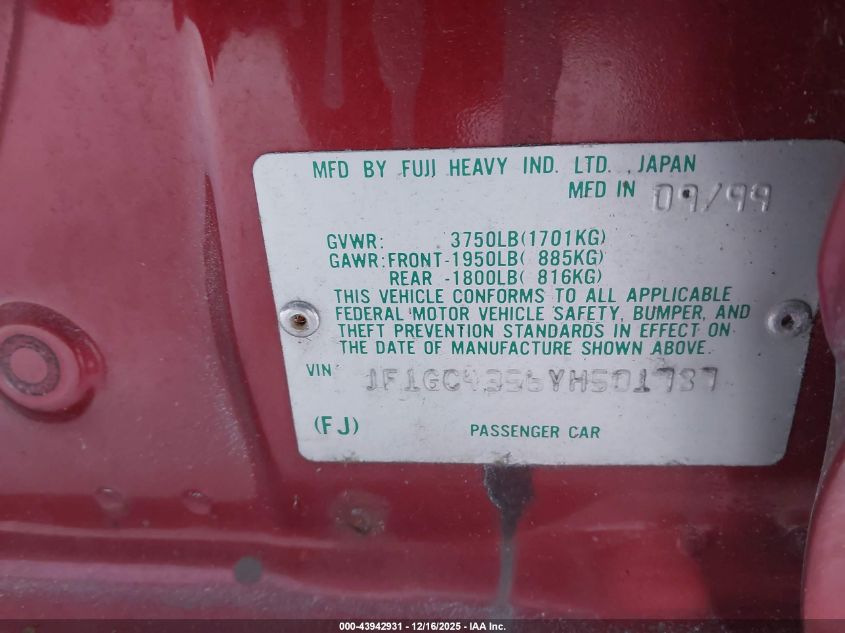 MFD BY FUJI HEAVY IND. LTD. , JAPAN
MFD IN 09/99
GVWR: 3750LB(1701KG)
GAWR:FRONT-1950LB( 885KG)
REAR -1800LB( 816KG)
THIS VEHICLE CONFORMS TO ALL APPLICABLE
FEDERAL MOTOR VEHICLE SAFETY, BUMPER, AND
THEFT PREVENTION STANDARDS IN EFFECT ON
THE DATE OF MANUFACTURE SHOWN ABOVE.
VIN: JF1GC4356YH501787
(FJ) PASSENGER CAR
000-43942931 - 12/16/2025 - IAA Inc.